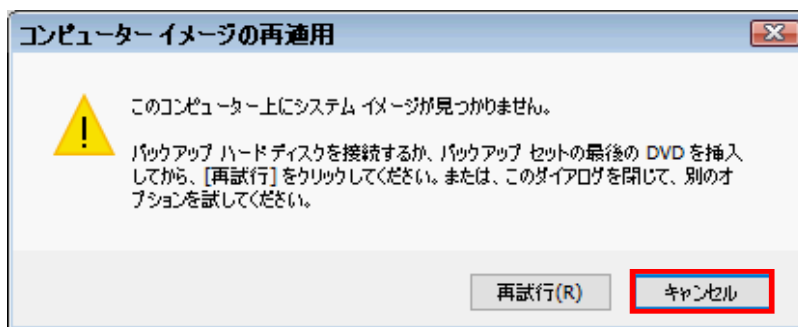 コンピューター イメージの再適用
このコンピューター上にシステム イメージが見つかりません。
バックアップ ハード ディスクを接続するか、バックアップ セットの最後の DVD を挿入
してから、[再試行] をクリックしてください。または、このダイアログを閉じて、別のオ
プションを試してください。
再試行(R)
キャンセル